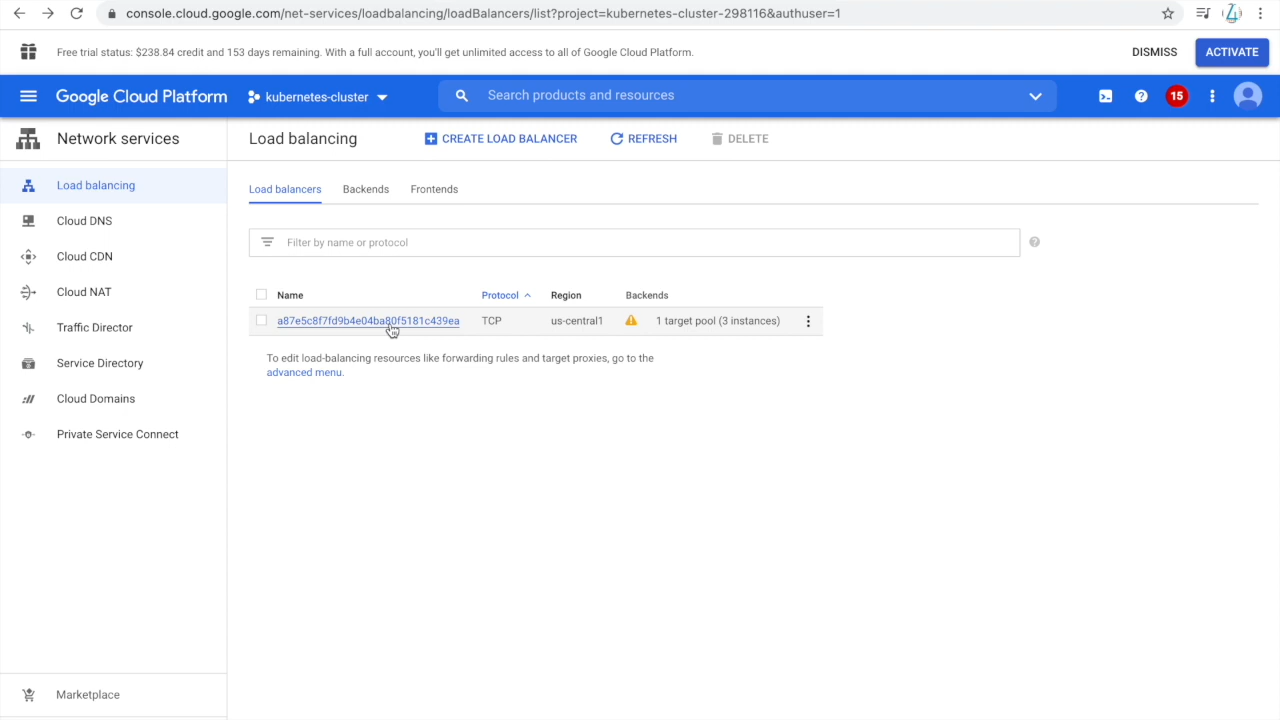 console.cloud.google.com/net-services/loadbalancing/loadBalancers/list?project=kubernetes-cluster-298116&authuser=1
Free trial status: $238.84 credit and 153 days remaining. With a full account, you'll get unlimited access to all of Google Cloud Platform.
DISMISS
ACTIVATE
Google Cloud Platform
kubernetes-cluster
Search products and resources
15
Network services
Load balancing
CREATE LOAD BALANCER
REFRESH
DELETE
Load balancing
Cloud DNS
Cloud CDN
Cloud NAT
Traffic Director
Service Directory
Cloud Domains
Private Service Connect
Marketplace
Load balancers
Backends
Frontends
Filter by name or protocol
Name Protocol Region Backends
a87e5c8f7fd9b4e04ba80f5181c439ea TCP us-central1 1 target pool (3 instances)
To edit load-balancing resources like forwarding rules and target proxies, go to the
advanced menu.